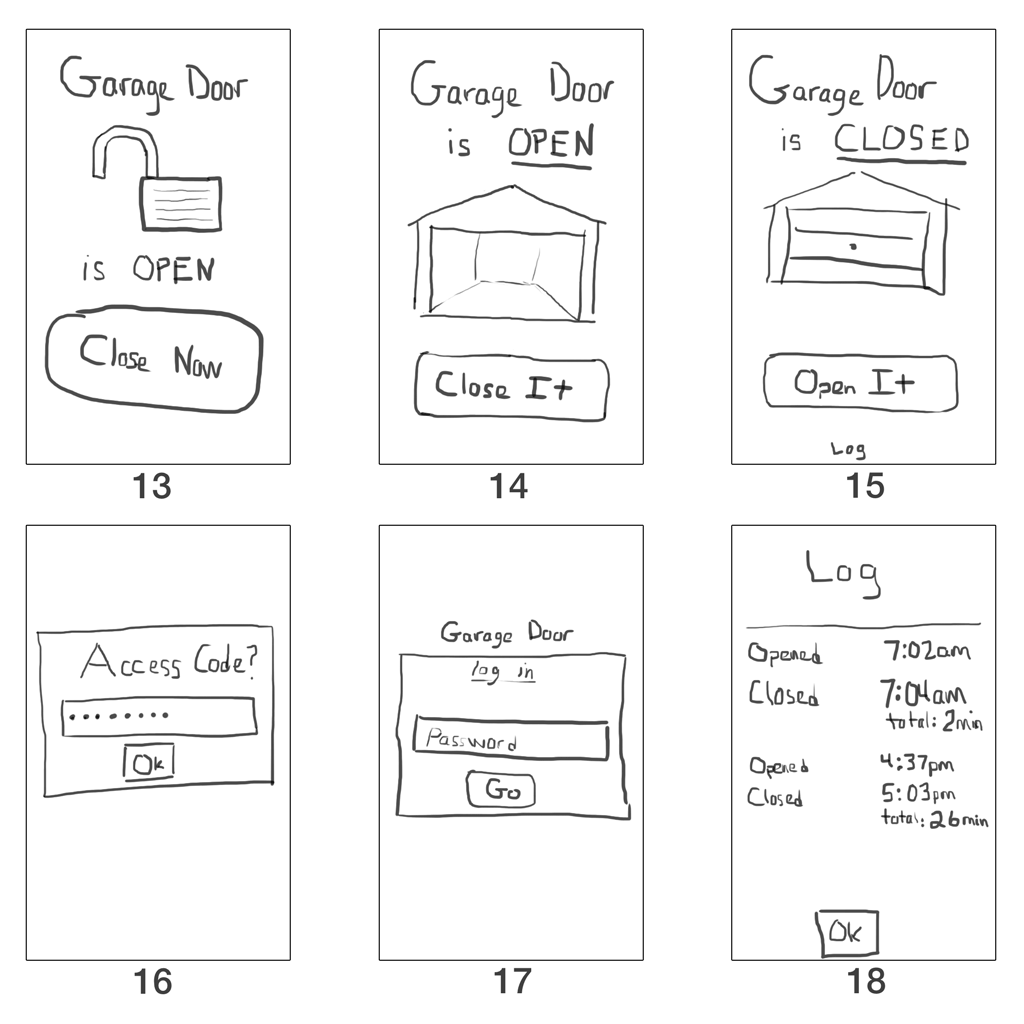 Garage Door
is OPEN
Close Now
13
Garage Door
is OPEN
Close It
14
Garage Door
is CLOSED
Open It
Log
15
Access Code?
........
Ok
16
Garage Door
log in
Password
Go
17
Log
Opened 7:02am
Closed 7:04am
total: 2min
Opened 4:37pm
Closed 5:03pm
total: 26min
Ok
18